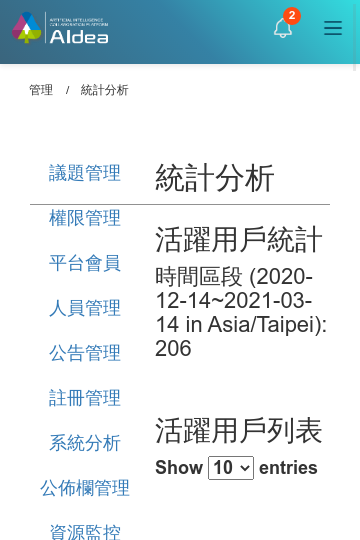 ARTIFICIAL INTELLIGENCE
COLLABORATION PLATFORM
AIdea
2
管理 / 統計分析
議題管理
權限管理
平台會員
人員管理
公告管理
註冊管理
系統分析
公佈欄管理
資源監控
統計分析
活躍用戶統計
時間區段 (2020-
12-14~2021-03-
14 in Asia/Taipei):
206
活躍用戶列表
Show 10 entries